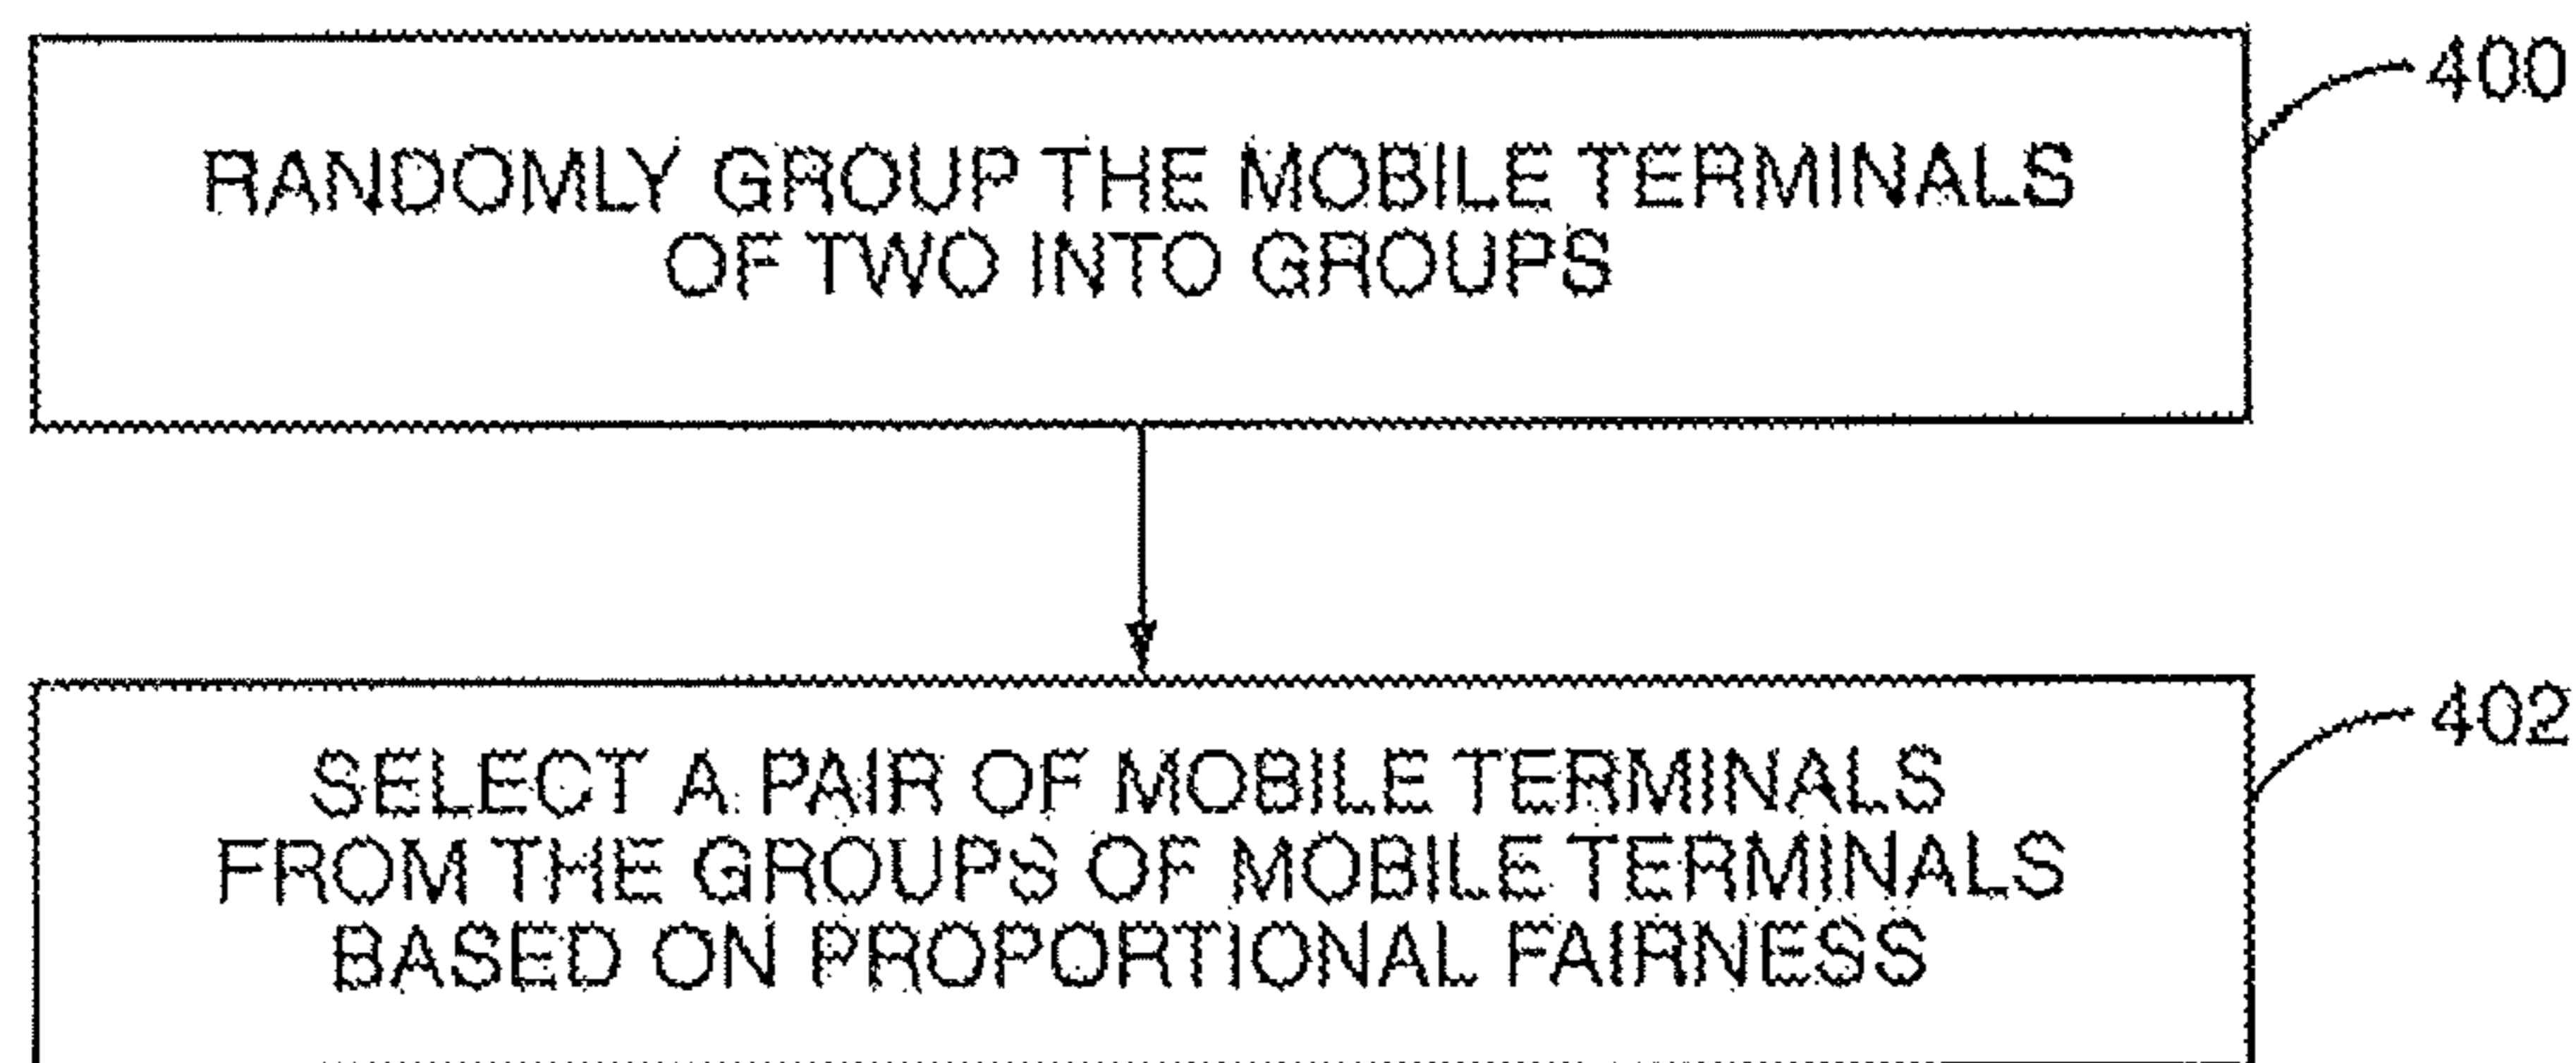 400
RANDOMLY GROUP THE MOBILE TERMINALS
OF TWO INTO GROUPS
402
SELECT A PAIR OF MOBILE TERMINALS
FROM THE GROUPS OF MOBILE TERMINALS
BASED ON PROPORTIONAL FAIRNESS